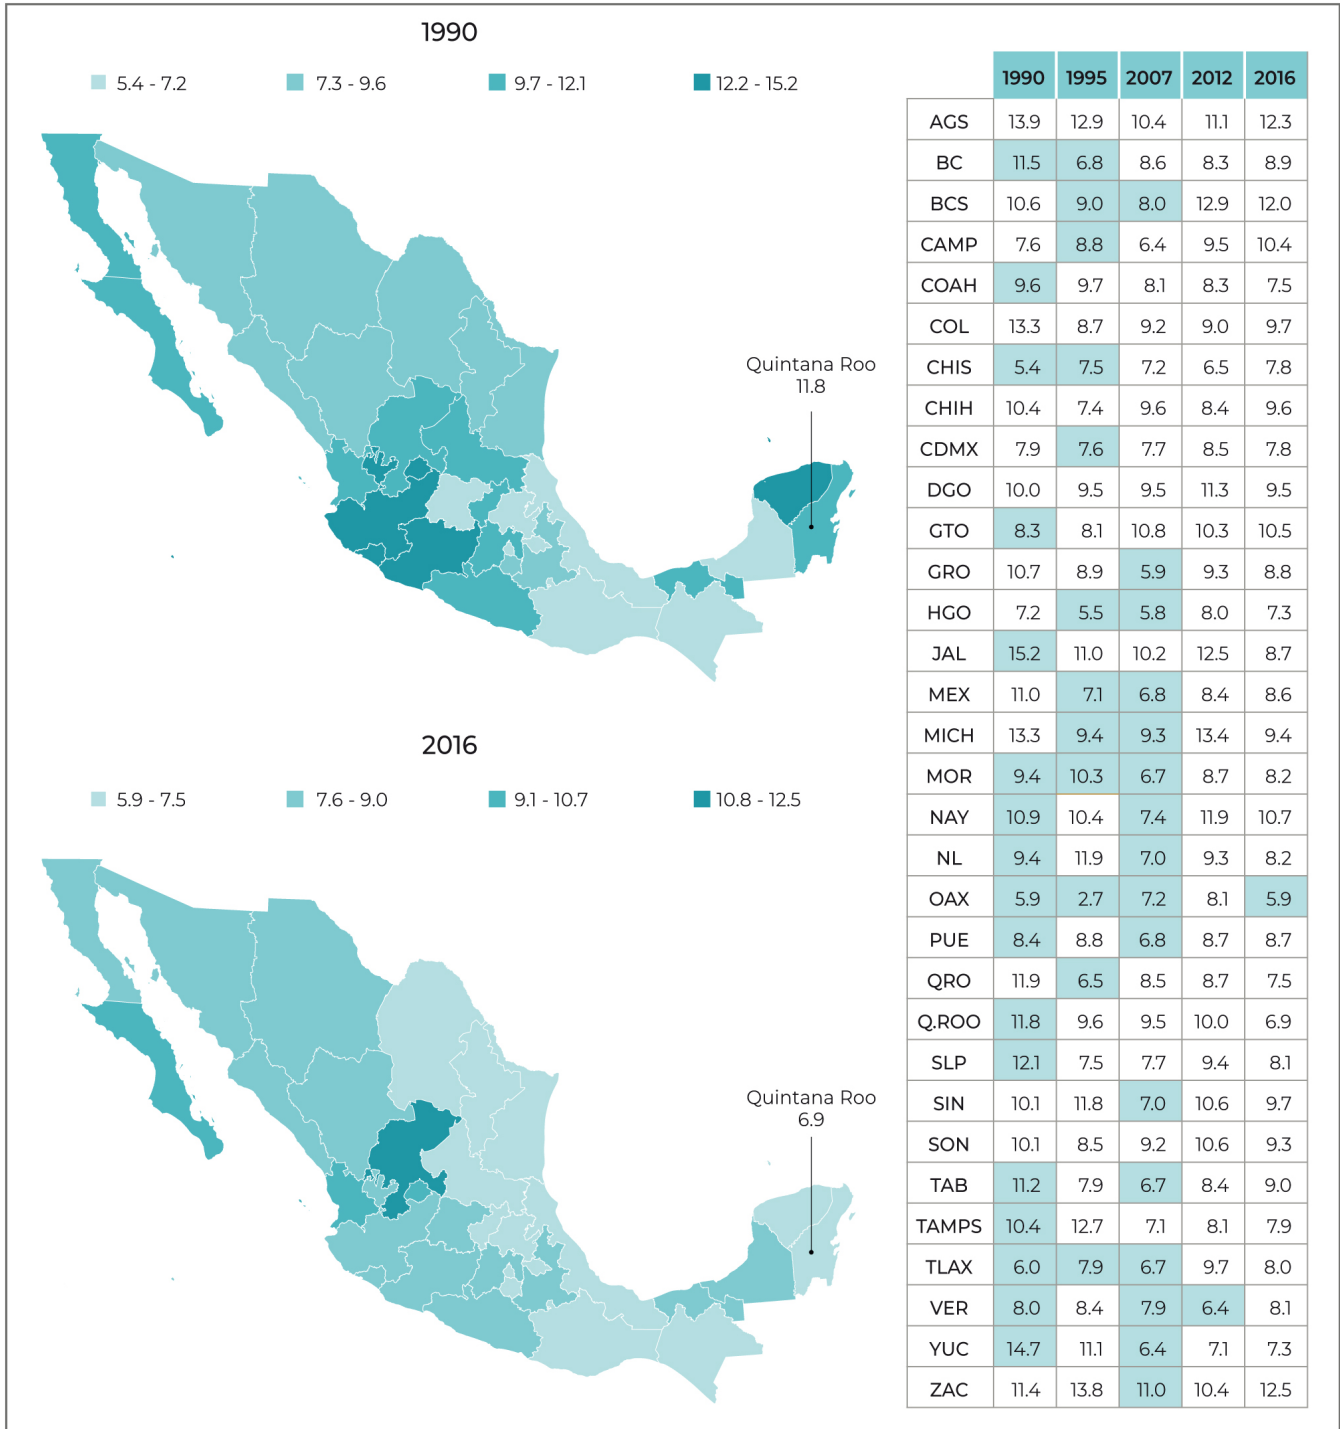 1990
5.4 - 7.2
7.3 - 9.6
9.7 - 12.1
12.2 - 15.2
Quintana Roo
11.8
2016
5.9 - 7.5
7.6 - 9.0
9.1 - 10.7
10.8 - 12.5
Quintana Roo
6.9
1990 1995 2007 2012 2016
AGS 13.9 12.9 10.4 11.1 12.3
BC 11.5 6.8 8.6 8.3 8.9
BCS 10.6 9.0 8.0 12.9 12.0
CAMP 7.6 8.8 6.4 9.5 10.4
COAH 9.6 9.7 8.1 8.3 7.5
COL 13.3 8.7 9.2 9.0 9.7
CHIS 5.4 7.5 7.2 6.5 7.8
CHIH 10.4 7.4 9.6 8.4 9.6
CDMX 7.9 7.6 7.7 8.5 7.8
DGO 10.0 9.5 9.5 11.3 9.5
GTO 8.3 8.1 10.8 10.3 10.5
GRO 10.7 8.9 5.9 9.3 8.8
HGO 7.2 5.5 5.8 8.0 7.3
JAL 15.2 11.0 10.2 12.5 8.7
MEX 11.0 7.1 6.8 8.4 8.6
MICH 13.3 9.4 9.3 13.4 9.4
MOR 9.4 10.3 6.7 8.7 8.2
NAY 10.9 10.4 7.4 11.9 10.7
NL 9.4 11.9 7.0 9.3 8.2
OAX 5.9 2.7 7.2 8.1 5.9
PUE 8.4 8.8 6.8 8.7 8.7
QRO 11.9 6.5 8.5 8.7 7.5
Q.ROO 11.8 9.6 9.5 10.0 6.9
SLP 12.1 7.5 7.7 9.4 8.1
SIN 10.1 11.8 7.0 10.6 9.7
SON 10.1 8.5 9.2 10.6 9.3
TAB 11.2 7.9 6.7 8.4 9.0
TAMPS 10.4 12.7 7.1 8.1 7.9
TLAX 6.0 7.9 6.7 9.7 8.0
VER 8.0 8.4 7.9 6.4 8.1
YUC 14.7 11.1 6.4 7.1 7.3
ZAC 11.4 13.8 11.0 10.4 12.5